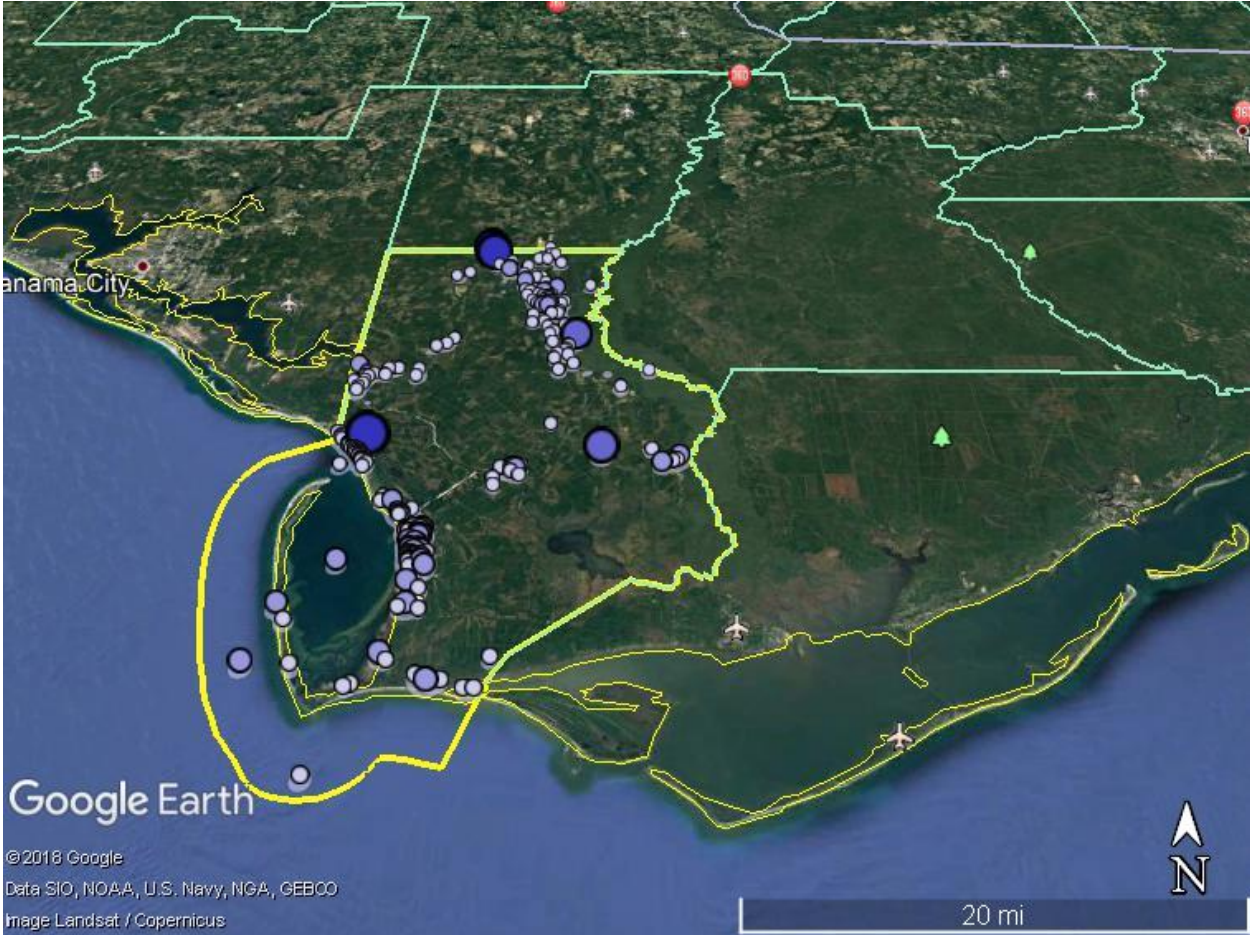 anama City
Google Earth
©2018 Google
Data SIO, NOAA, U.S. Navy, NGA, GEBCO
Image Landsat / Copernicus
N
20 mi